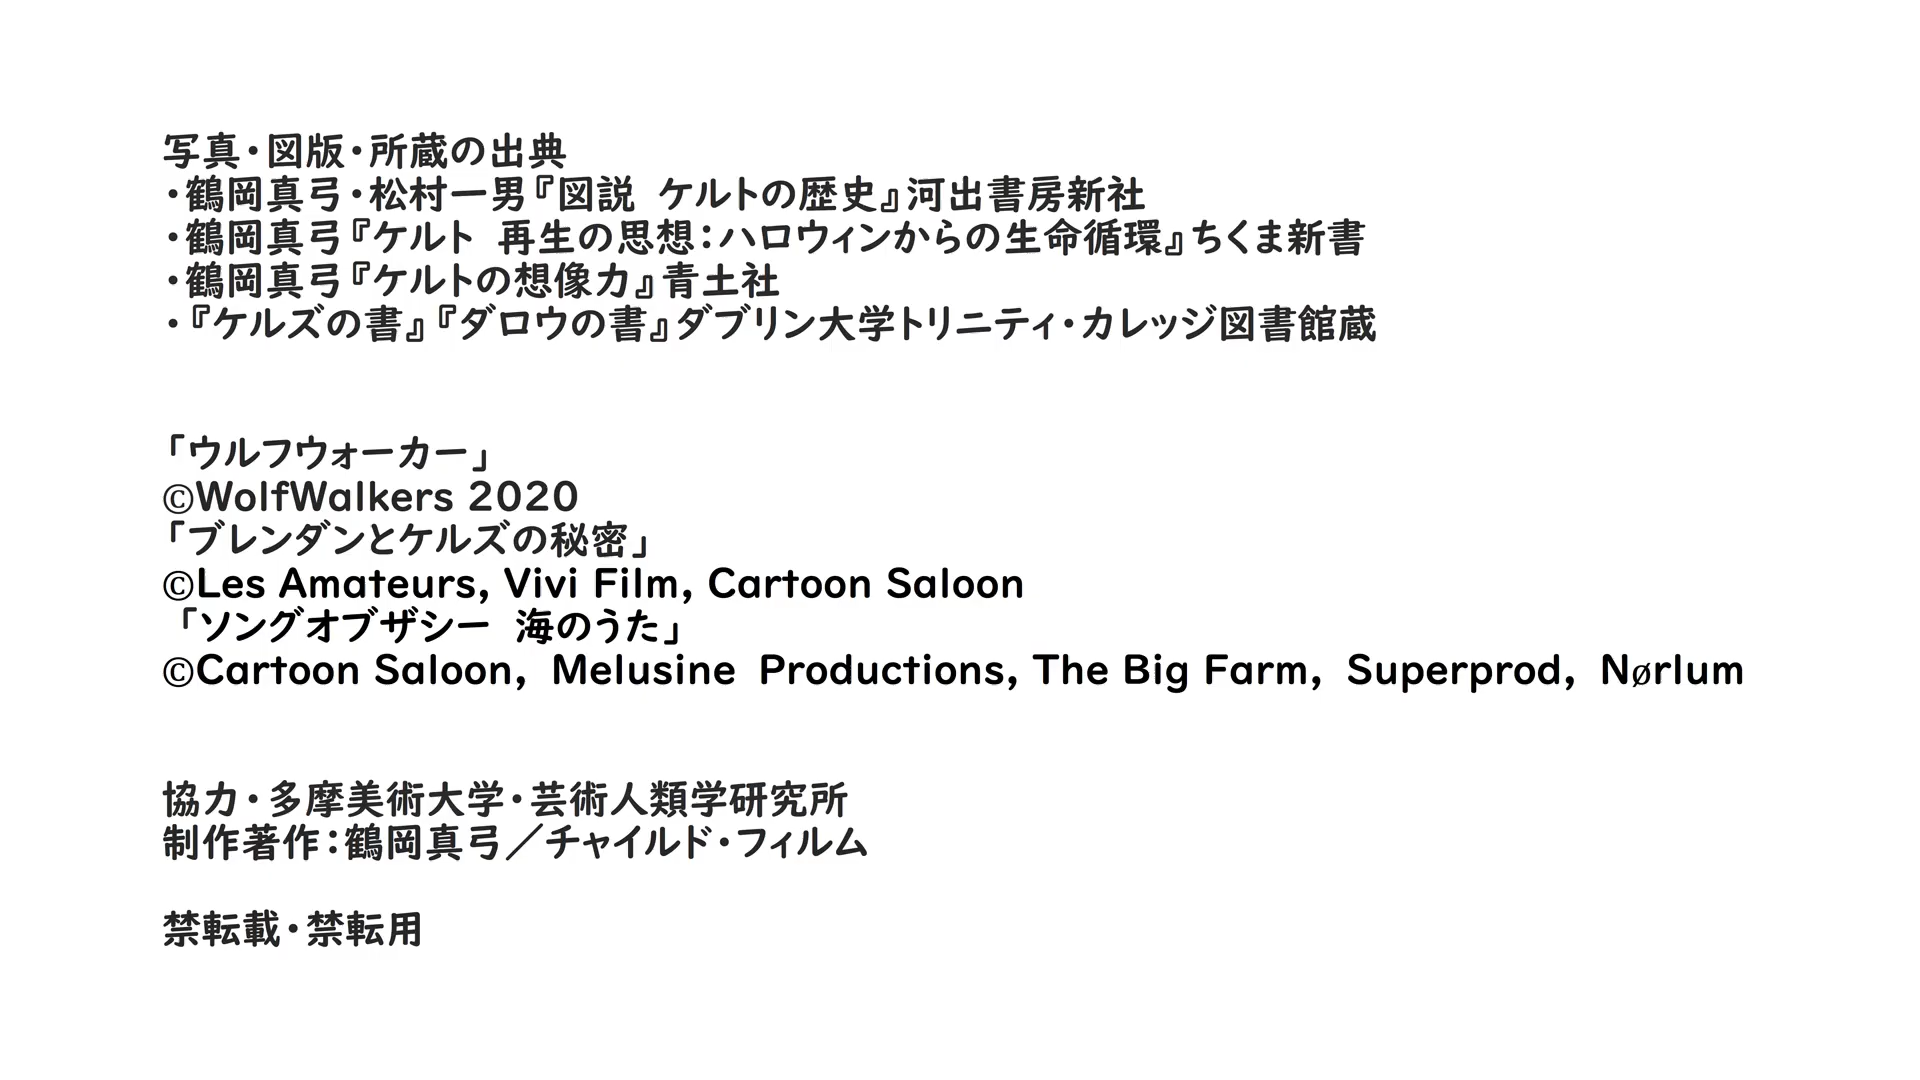 写真・図版・所蔵の出典
・鶴岡真弓・松村一男『図説 ケルトの歴史』河出書房新社
・鶴岡真弓『ケルト 再生の思想：ハロウィンからの生命循環』ちくま新書
・鶴岡真弓『ケルトの想像力』青土社
・『ケルズの書』『ダロウの書』ダブリン大学トリニティ・カレッジ図書館蔵
「ウルフウォーカー」
©WolfWalkers 2020
「ブレンダンとケルズの秘密」
©Les Amateurs, Vivi Film, Cartoon Saloon
「ソングオブザシー 海のうた」
©Cartoon Saloon, Melusine Productions, The Big Farm, Superprod, Nørlum
協力・多摩美術大学・芸術人類学研究所
制作著作：鶴岡真弓／チャイルド・フィルム
禁転載・禁転用